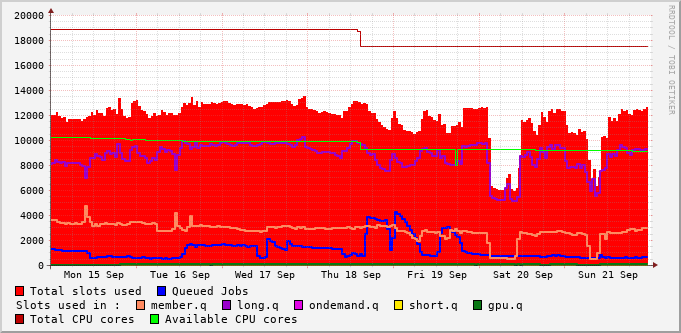 20000
18000
16000
14000
12000
10000
8000
6000
4000
2000
0
Mon 15 Sep Tue 16 Sep Wed 17 Sep Thu 18 Sep Fri 19 Sep Sat 20 Sep Sun 21 Sep
Total slots used Queued Jobs
Slots used in : member.q long.q ondemand.q short.q gpu.q
Total CPU cores Available CPU cores
RRDTOOL / TOBI OETIKER